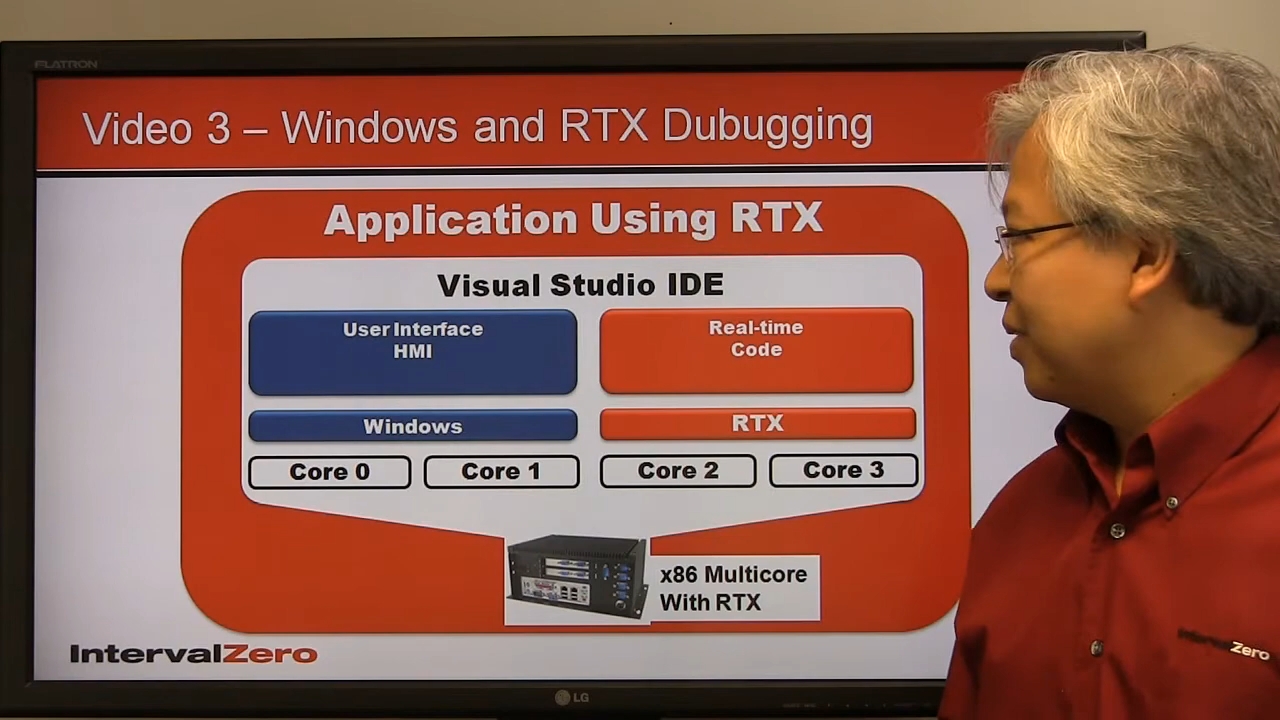 FLATRON
Video 3 – Windows and RTX Dubugging
Application Using RTX
Visual Studio IDE
User Interface
HMI
Real-time
Code
Windows
RTX
Core 0
Core 1
Core 2
Core 3
x86 Multicore
With RTX
IntervalZero
IntervalZero
LG